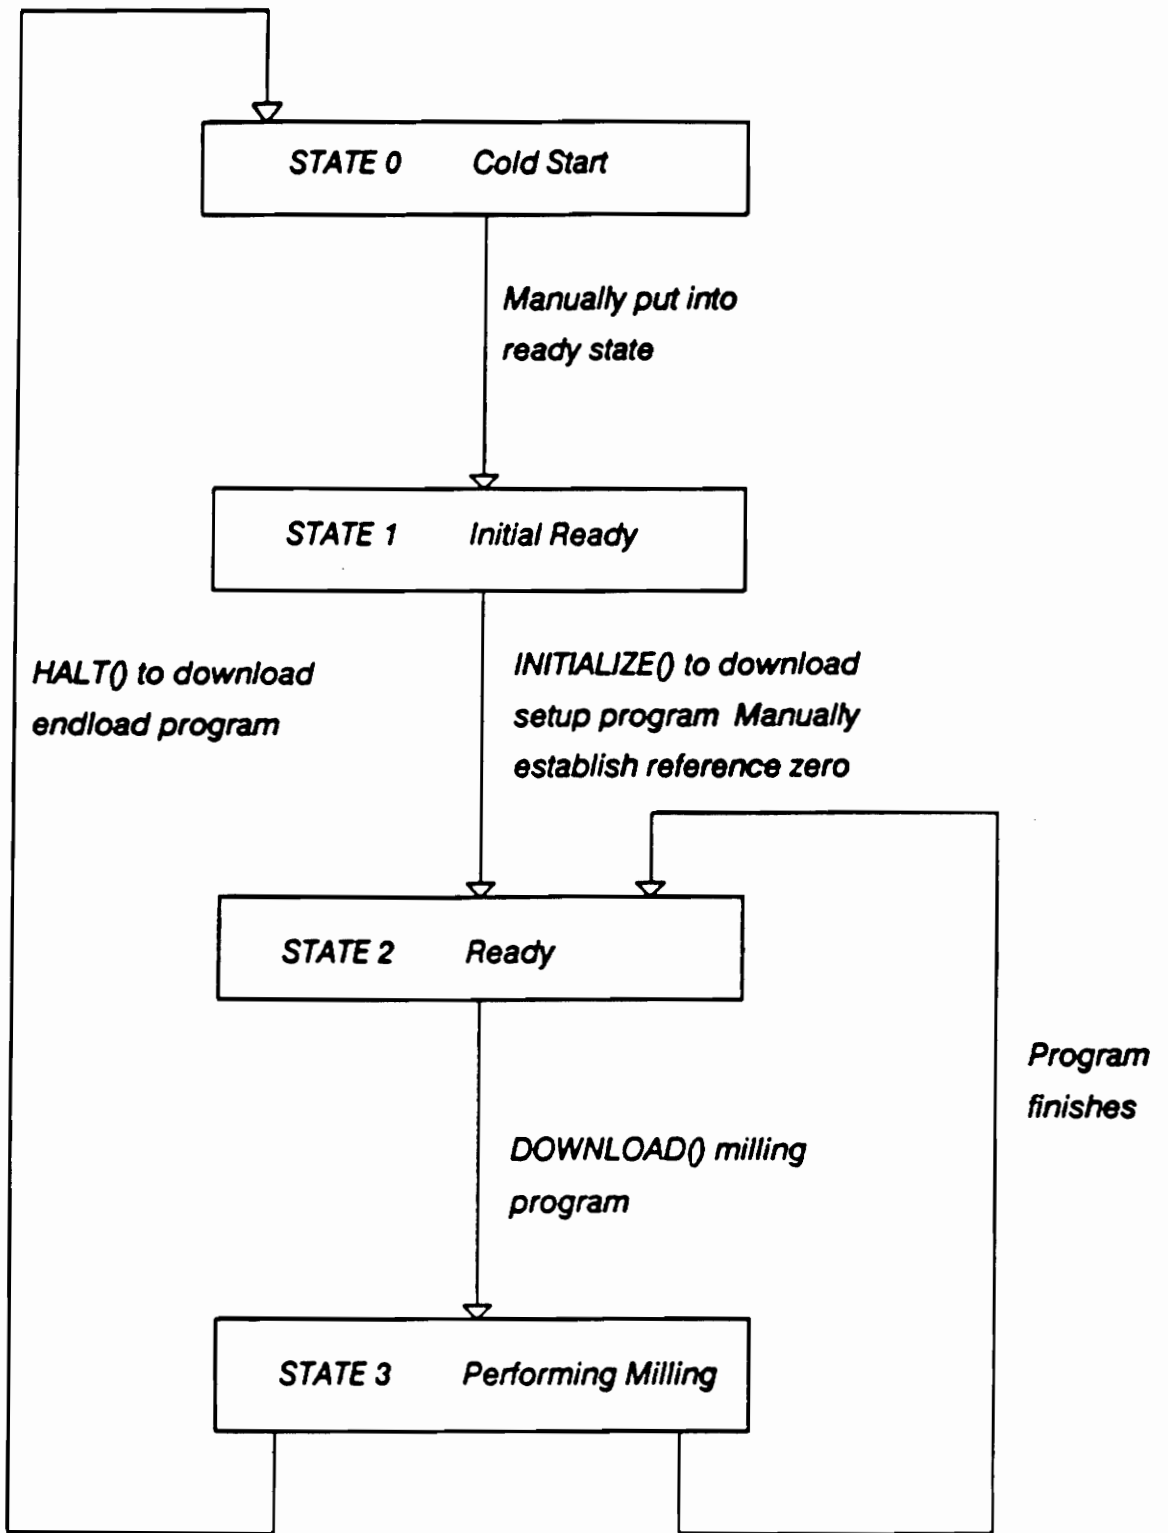 STATE 0 Cold Start
Manually put into
ready state
STATE 1 Initial Ready
HALT() to download
endload program
INITIALIZE() to download
setup program Manually
establish reference zero
STATE 2 Ready
Program
finishes
DOWNLOAD() milling
program
STATE 3 Performing Milling